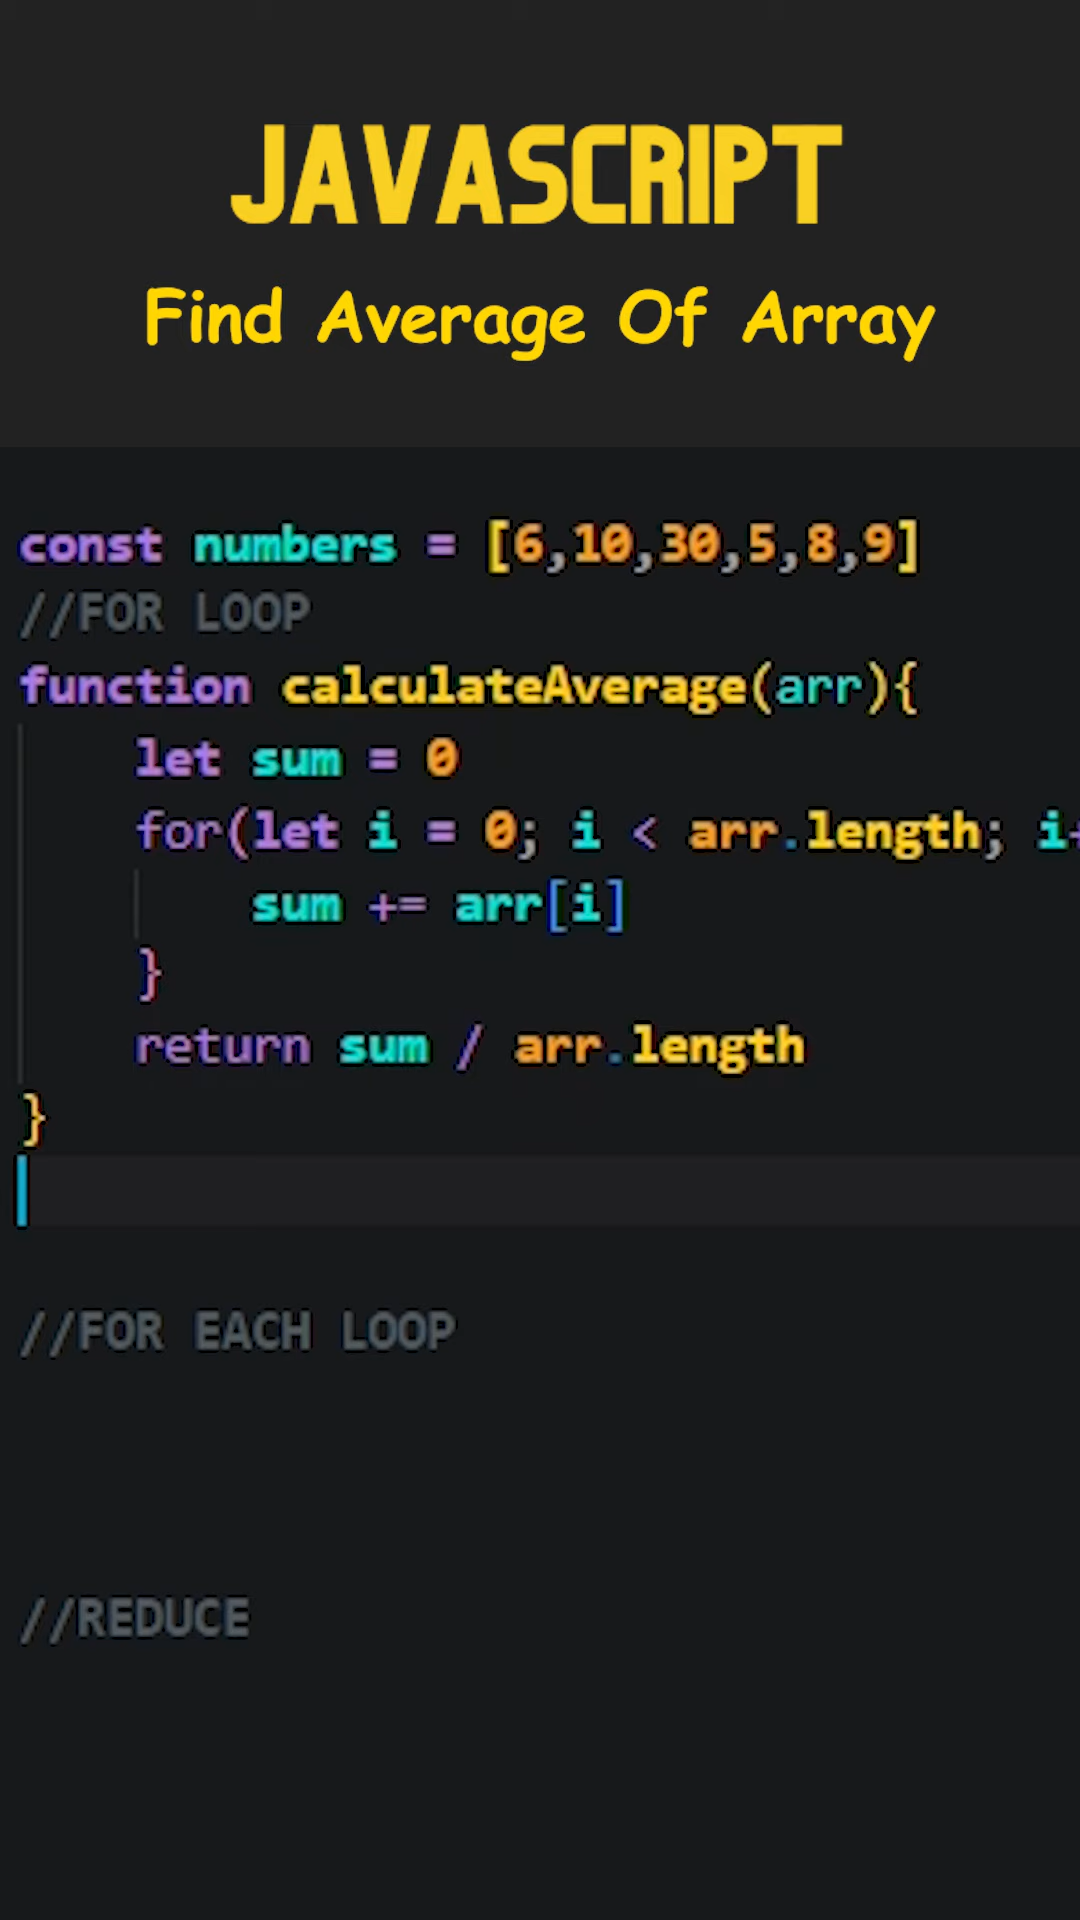 JAVASCRIPT
Find Average Of Array
const numbers = [6,10,30,5,8,9]
//FOR LOOP
function calculateAverage(arr){
    let sum = 0
    for(let i = 0; i < arr.length; i+
        sum += arr[i]
    }
    return sum / arr.length
}
//FOR EACH LOOP
//REDUCE